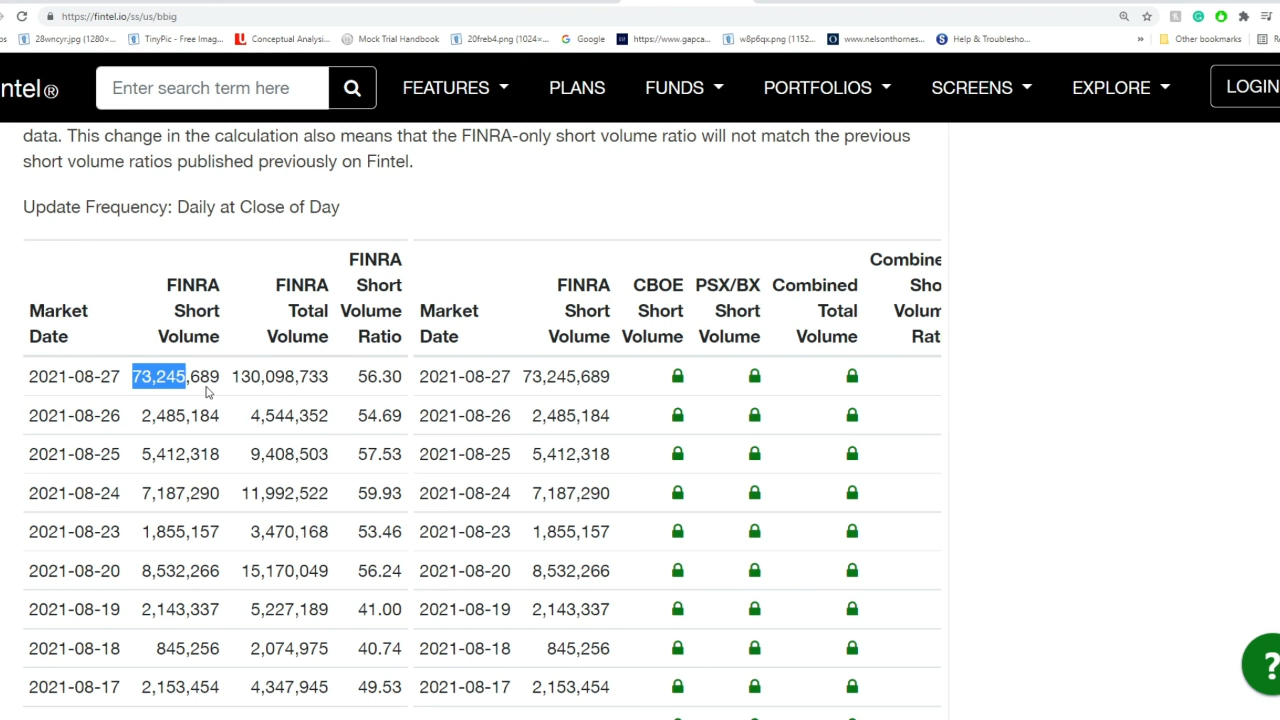 https://fintel.io/ss/us/bbig
28wncyr.jpg (1280×... TinyPic - Free Imag... Conceptual Analysi... Mock Trial Handbook 20freb4.png (1024×... Google https://www.gapca... w8p6qx.png (1152... www.nelsonthornes... Help & Troublesho... » Other bookmarks
ntel® Enter search term here FEATURES PLANS FUNDS PORTFOLIOS SCREENS EXPLORE LOGIN
data. This change in the calculation also means that the FINRA-only short volume ratio will not match the previous
short volume ratios published previously on Fintel.
Update Frequency: Daily at Close of Day
Market Date FINRA Short Volume FINRA Total Volume FINRA Short Volume Ratio Market Date FINRA Short Volume CBOE Short Volume PSX/BX Short Volume Combined Total Volume Combine Sho Volum Rat
2021-08-27 73,245,689 130,098,733 56.30 2021-08-27 73,245,689
2021-08-26 2,485,184 4,544,352 54.69 2021-08-26 2,485,184
2021-08-25 5,412,318 9,408,503 57.53 2021-08-25 5,412,318
2021-08-24 7,187,290 11,992,522 59.93 2021-08-24 7,187,290
2021-08-23 1,855,157 3,470,168 53.46 2021-08-23 1,855,157
2021-08-20 8,532,266 15,170,049 56.24 2021-08-20 8,532,266
2021-08-19 2,143,337 5,227,189 41.00 2021-08-19 2,143,337
2021-08-18 845,256 2,074,975 40.74 2021-08-18 845,256
2021-08-17 2,153,454 4,347,945 49.53 2021-08-17 2,153,454
?